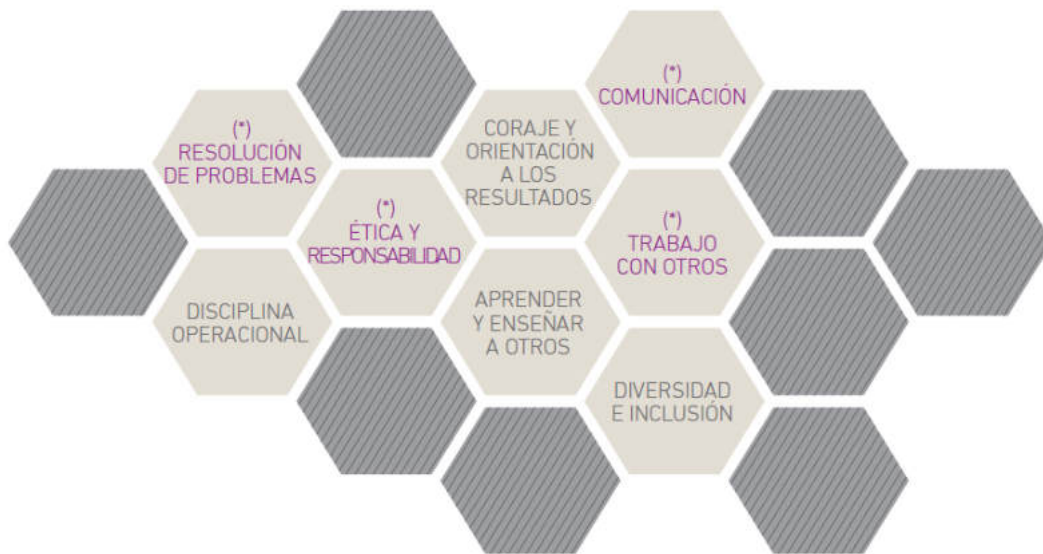 (*)
RESOLUCIÓN
DE PROBLEMAS
(*)
ÉTICA Y
RESPONSABILIDAD
DISCIPLINA
OPERACIONAL
CORAJE Y
ORIENTACIÓN
A LOS
RESULTADOS
APRENDER
Y ENSEÑAR
A OTROS
(*)
COMUNICACIÓN
(*)
TRABAJO
CON OTROS
DIVERSIDAD
E INCLUSIÓN